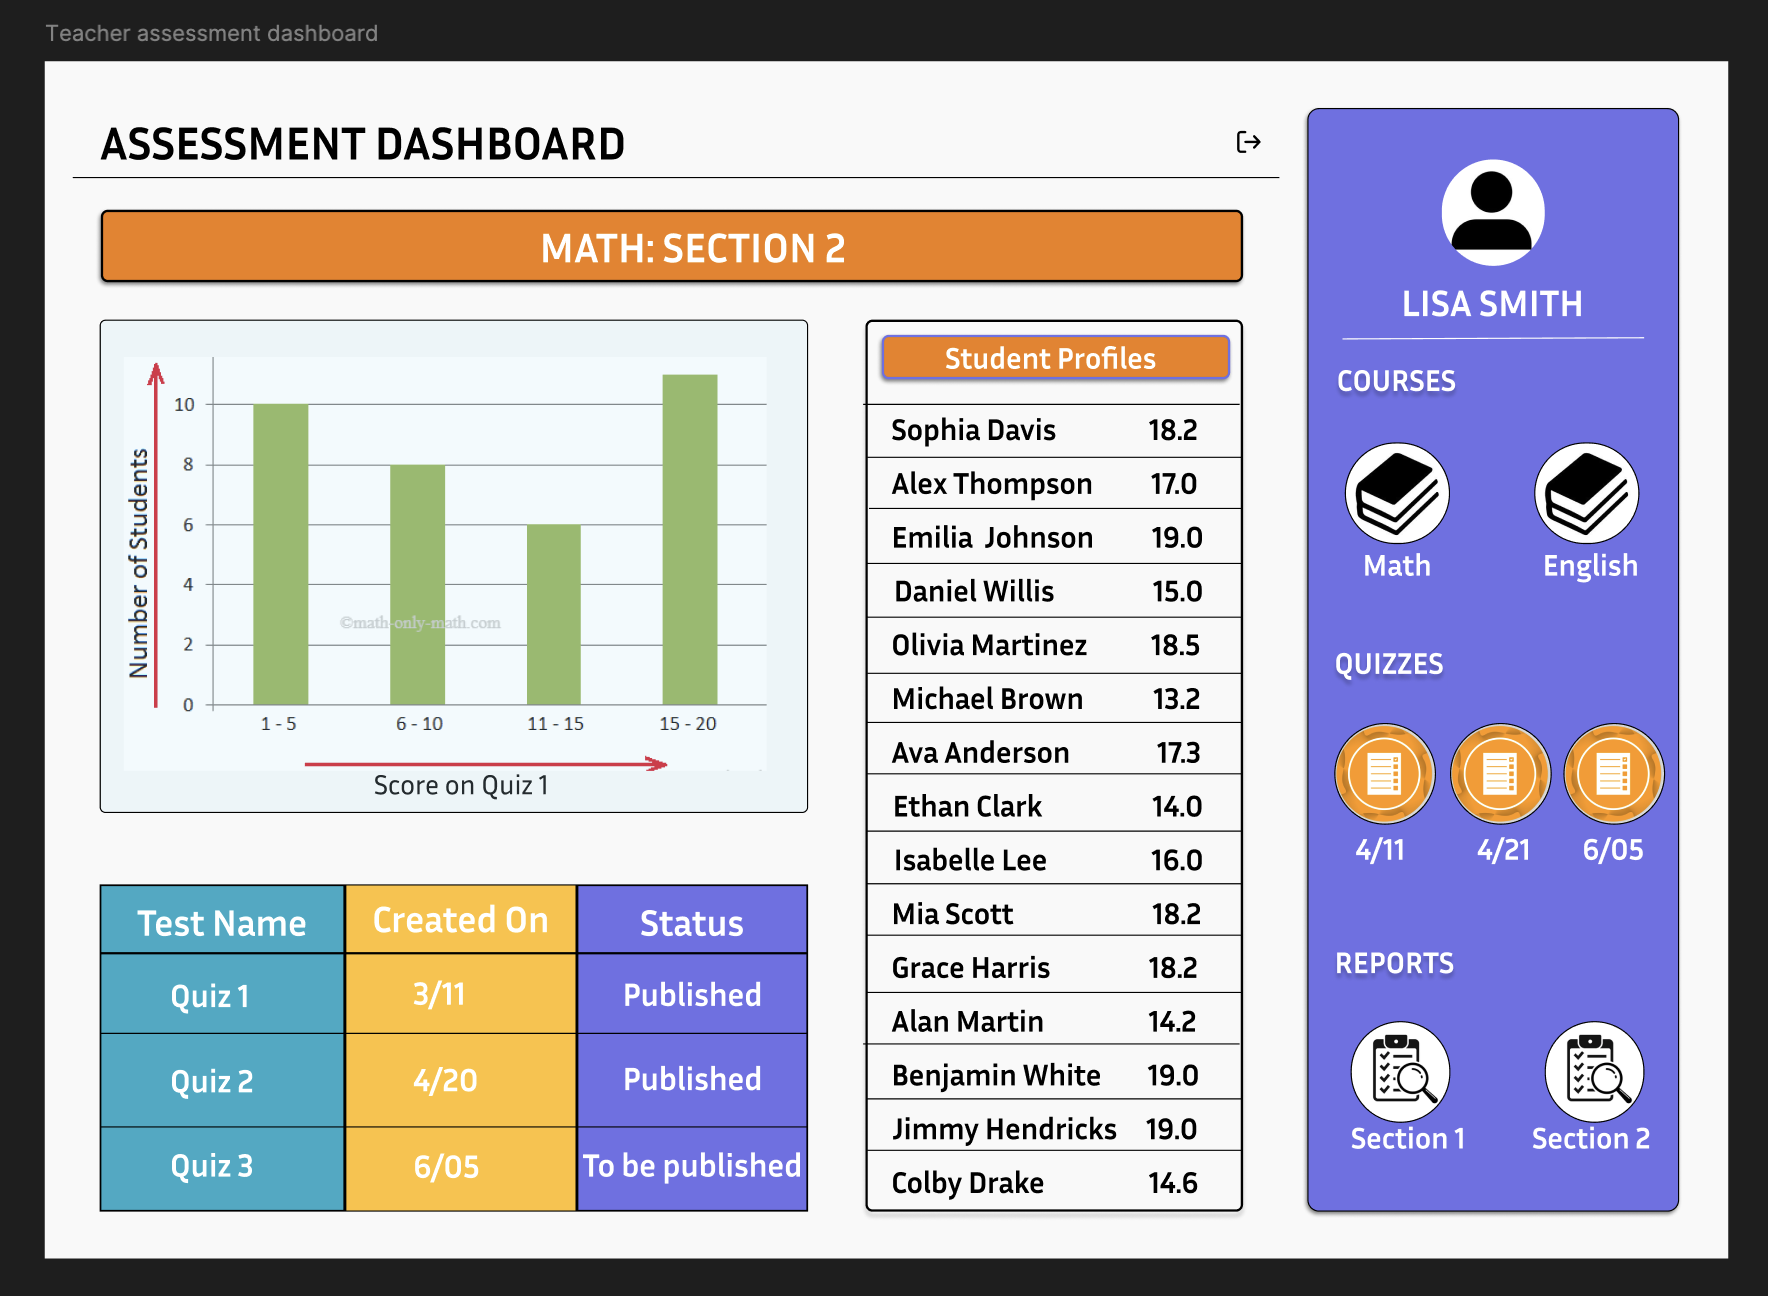 Teacher assessment dashboard
ASSESSMENT DASHBOARD
MATH: SECTION 2
10
8
6
4
2
0
Number of Students
©math-only-math.com
1 - 5 6 - 10 11 - 15 15 - 20
Score on Quiz 1
Test Name Created On Status
Quiz 1 3/11 Published
Quiz 2 4/20 Published
Quiz 3 6/05 To be published
Student Profiles
Sophia Davis 18.2
Alex Thompson 17.0
Emilia Johnson 19.0
Daniel Willis 15.0
Olivia Martinez 18.5
Michael Brown 13.2
Ava Anderson 17.3
Ethan Clark 14.0
Isabelle Lee 16.0
Mia Scott 18.2
Grace Harris 18.2
Alan Martin 14.2
Benjamin White 19.0
Jimmy Hendricks 19.0
Colby Drake 14.6
LISA SMITH
COURSES
Math English
QUIZZES
4/11 4/21 6/05
REPORTS
Section 1 Section 2